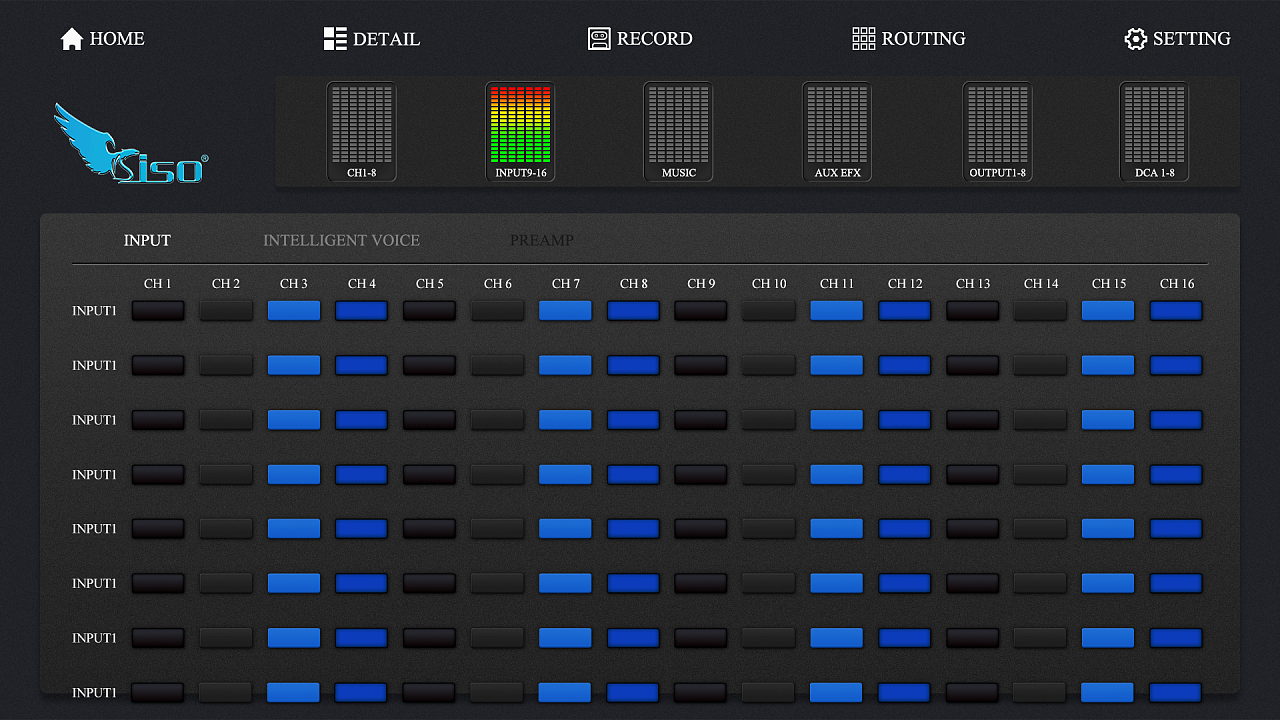 HOME DETAIL RECORD ROUTING SETTING
Siso®
CH1-8 INPUT9-16 MUSIC AUX EFX OUTPUT1-8 DCA 1-8
INPUT INTELLIGENT VOICE PREAMP
CH 1 CH 2 CH 3 CH 4 CH 5 CH 6 CH 7 CH 8 CH 9 CH 10 CH 11 CH 12 CH 13 CH 14 CH 15 CH 16
INPUT1
INPUT1
INPUT1
INPUT1
INPUT1
INPUT1
INPUT1
INPUT1